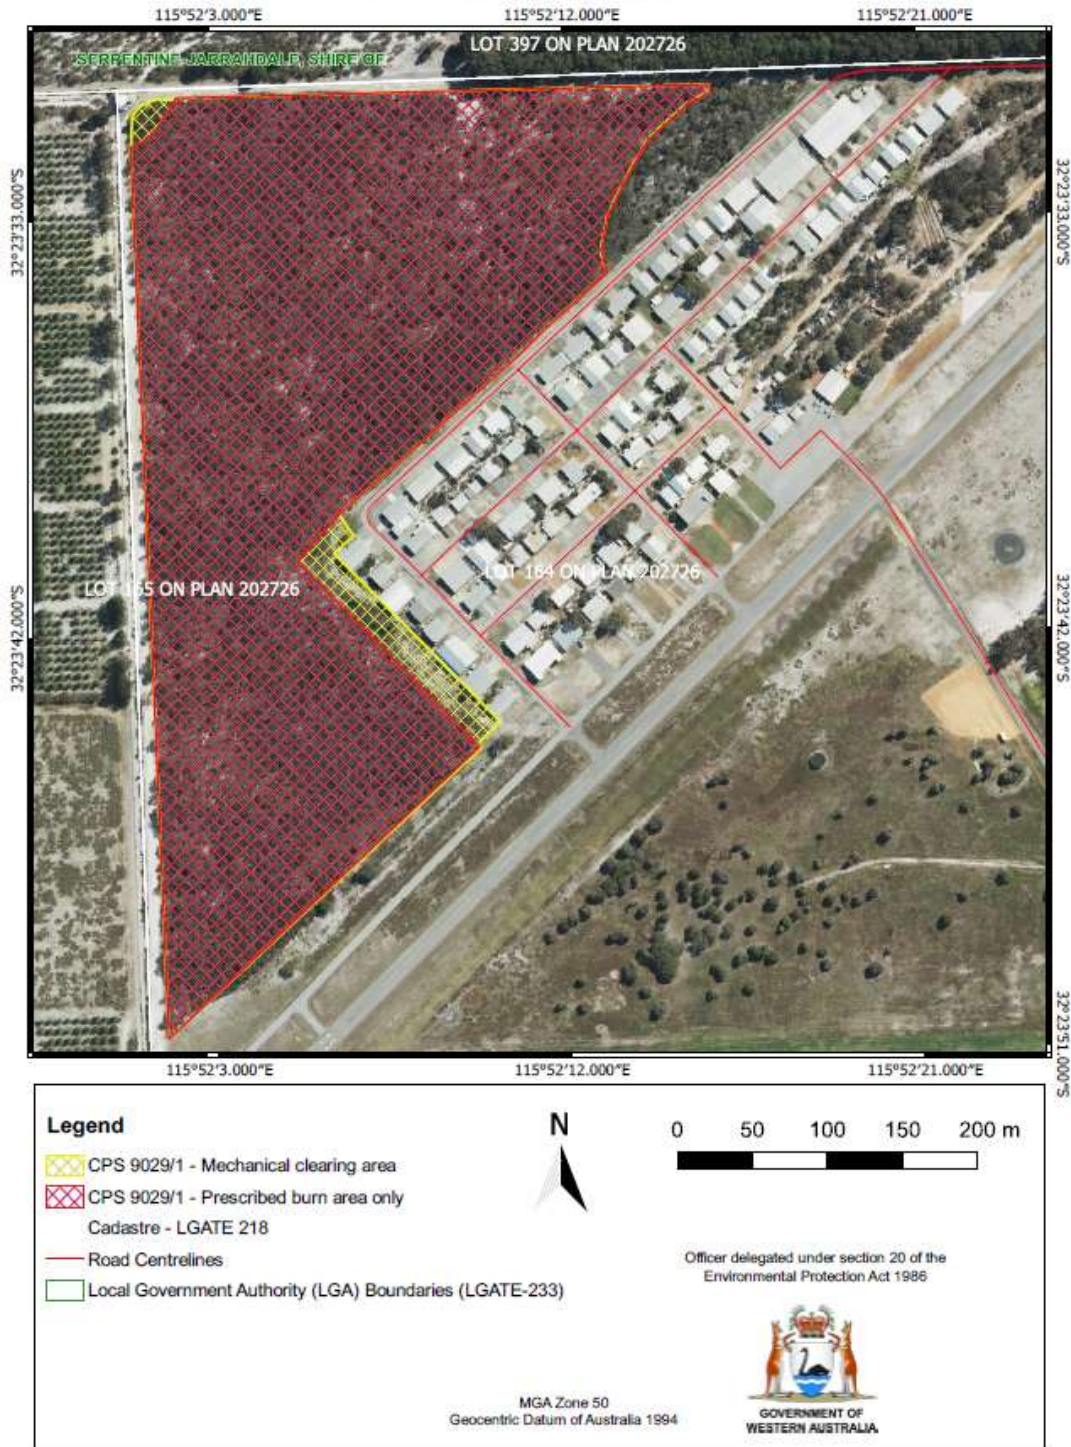 115°52'3.000"E
115°52'12.000"E
115°52'21.000"E
LOT 397 ON PLAN 202726
SERPENTINE-JARRAHDALE, SHIRE OF
32°23'33.000"S
32°23'33.000"S
LOT 164 ON PLAN 202726
LOT 165 ON PLAN 202726
32°23'42.000"S
32°23'42.000"S
32°23'51.000"S
115°52'3.000"E
115°52'12.000"E
115°52'21.000"E
Legend
CPS 9029/1 - Mechanical clearing area
CPS 9029/1 - Prescribed burn area only
Cadastre - LGATE 218
Road Centrelines
Local Government Authority (LGA) Boundaries (LGATE-233)
N
0 50 100 150 200 m
Officer delegated under section 20 of the
Environmental Protection Act 1986
MGA Zone 50
Geocentric Datum of Australia 1994
GOVERNMENT OF
WESTERN AUSTRALIA